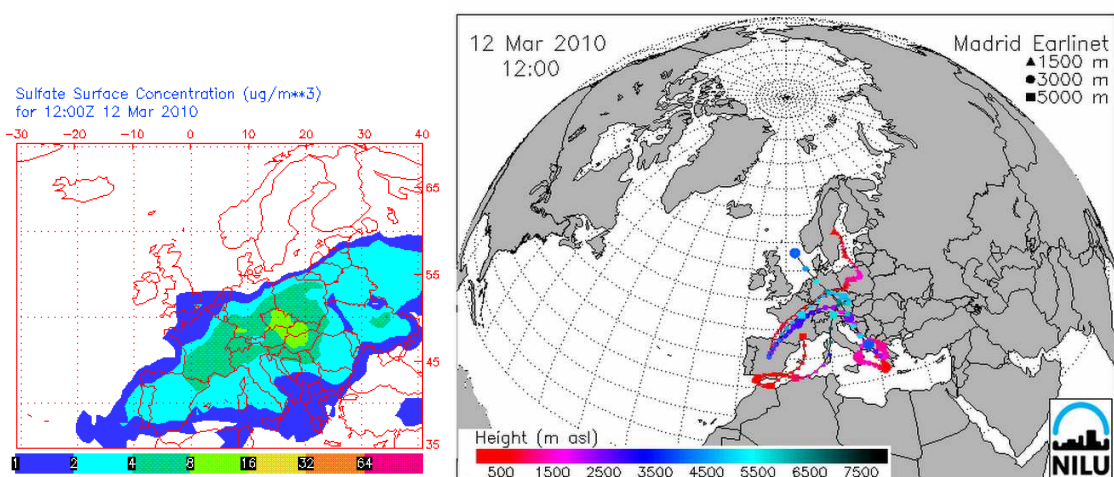 Sulfate Surface Concentration (ug/m**3)
for 12:00Z 12 Mar 2010
-30 -20 -10 0 10 20 30 40
65
55
45
35
1 2 4 8 16 32 64
12 Mar 2010
12:00
Madrid Earlinet
▲ 1500 m
● 3000 m
■ 5000 m
Height (m asl)
500 1500 2500 3500 4500 5500 6500 7500
NILU